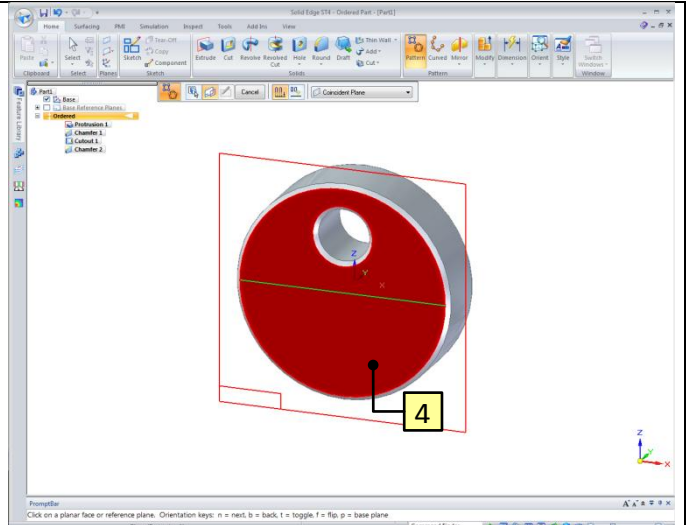 Solid Edge ST4 - Ordered Part - [Part1]
Home Surfacing PMI Simulation Inspect Tools Add Ins View
Tear-Off Thin Wall
Copy Add
Component Cut
Paste Select Sketch Extrude Cut Revolve Revolved Cut Hole Round Draft Pattern Curved Mirror Modify Dimension Orient Style Switch Windows
Clipboard Select Planes Sketch Solids Pattern Window
Cancel Coincident Plane
Feature Library
Part1
Base
Base Reference Planes
Ordered
Protrusion 1
Chamfer 1
Cutout 1
Chamfer 2
Z
Y
X
4
Z
Y
X
PromptBar
Click on a planar face or reference plane. Orientation keys: n = next, b = back, t = toggle, f = flip, p = base plane